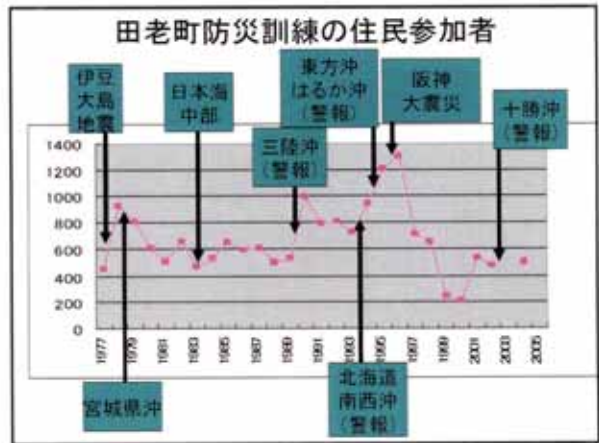 田老町防災訓練の住民参加者
伊豆
大島
地震
日本海
中部
東方沖
はるか沖
(警報)
阪神
大震災
三陸沖
(警報)
十勝沖
(警報)
1400
1200
1000
800
600
400
200
0
1977
1979
1981
1983
1985
1987
1989
1991
1993
1995
1997
1999
2001
2003
2005
宮城県沖
北海道
南西沖
(警報)